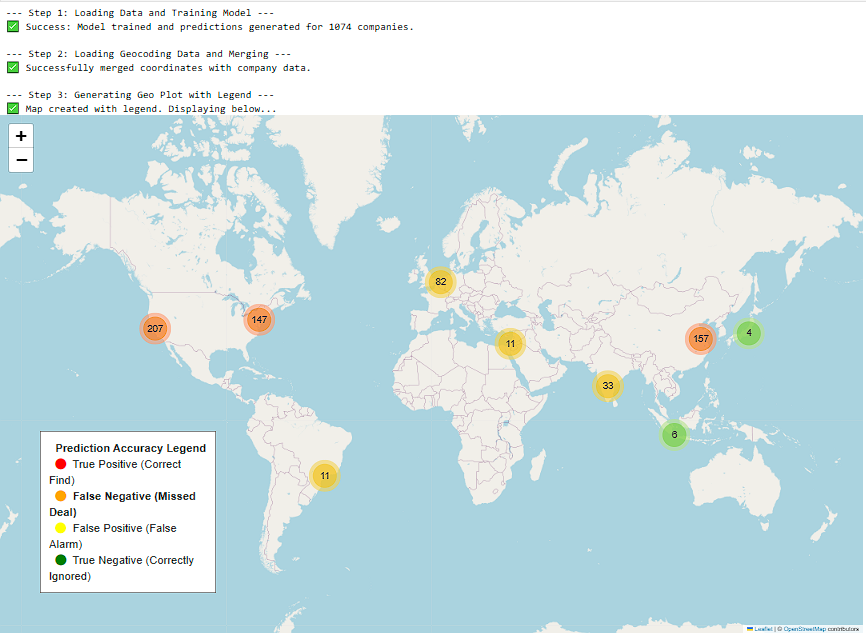 --- Step 1: Loading Data and Training Model ---
✅ Success: Model trained and predictions generated for 1074 companies.
--- Step 2: Loading Geocoding Data and Merging ---
✅ Successfully merged coordinates with company data.
--- Step 3: Generating Geo Plot with Legend ---
✅ Map created with legend. Displaying below...
+
−
82
207
147
11
157
4
33
6
11
Prediction Accuracy Legend
True Positive (Correct
Find)
False Negative (Missed
Deal)
False Positive (False
Alarm)
True Negative (Correctly
Ignored)
Leaflet | © OpenStreetMap contributors